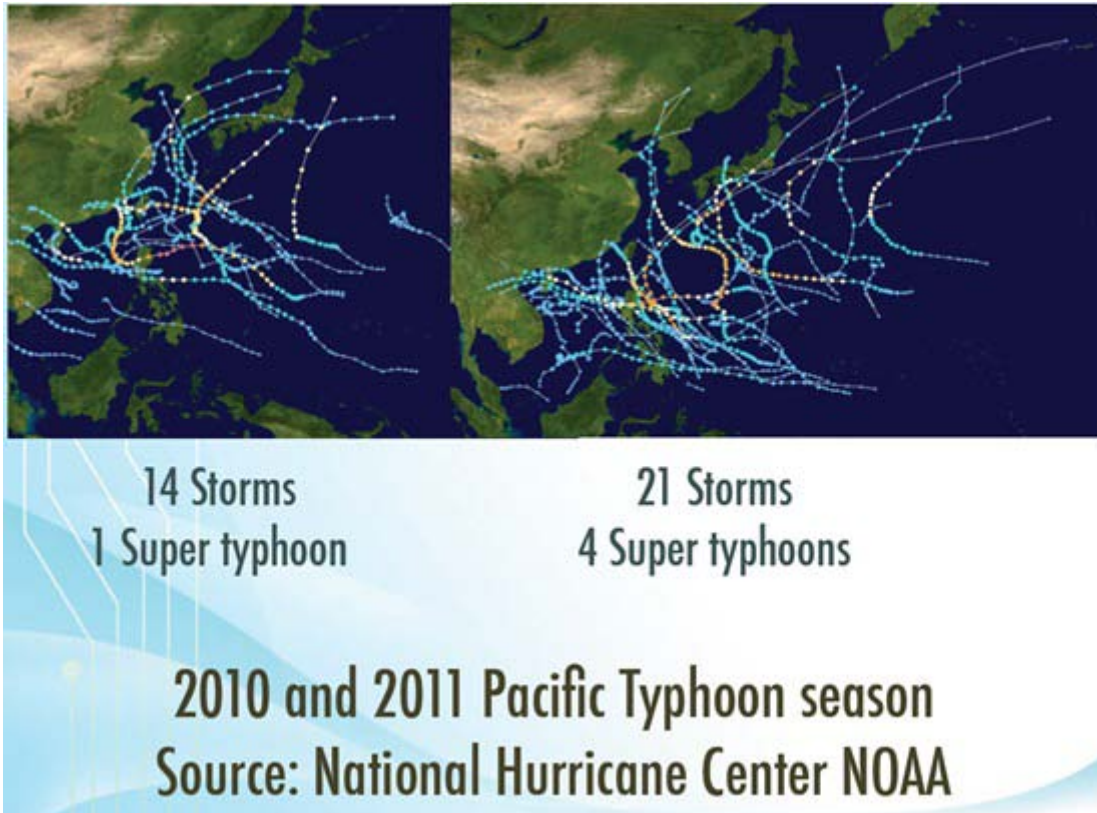 14 Storms
1 Super typhoon
21 Storms
4 Super typhoons
2010 and 2011 Pacific Typhoon season
Source: National Hurricane Center NOAA